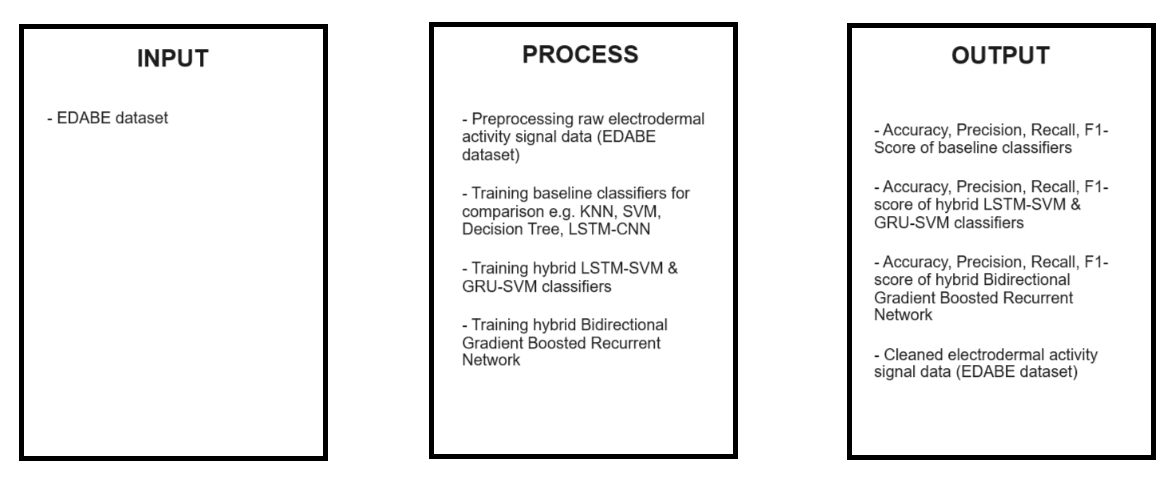 INPUT
- EDABE dataset
PROCESS
- Preprocessing raw electrodermal
activity signal data (EDABE
dataset)
- Training baseline classifiers for
comparison e.g. KNN, SVM,
Decision Tree, LSTM-CNN
- Training hybrid LSTM-SVM &
GRU-SVM classifiers
- Training hybrid Bidirectional
Gradient Boosted Recurrent
Network
OUTPUT
- Accuracy, Precision, Recall, F1-
Score of baseline classifiers
- Accuracy, Precision, Recall, F1-
score of hybrid LSTM-SVM &
GRU-SVM classifiers
- Accuracy, Precision, Recall, F1-
score of hybrid Bidirectional
Gradient Boosted Recurrent
Network
- Cleaned electrodermal activity
signal data (EDABE dataset)